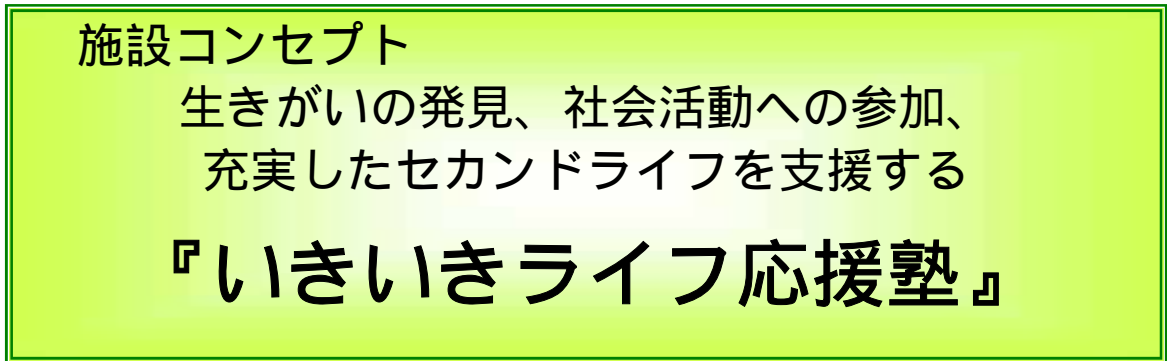 施設コンセプト
生きがいの発見、社会活動への参加、
充実したセカンドライフを支援する
『いきいきライフ応援塾』